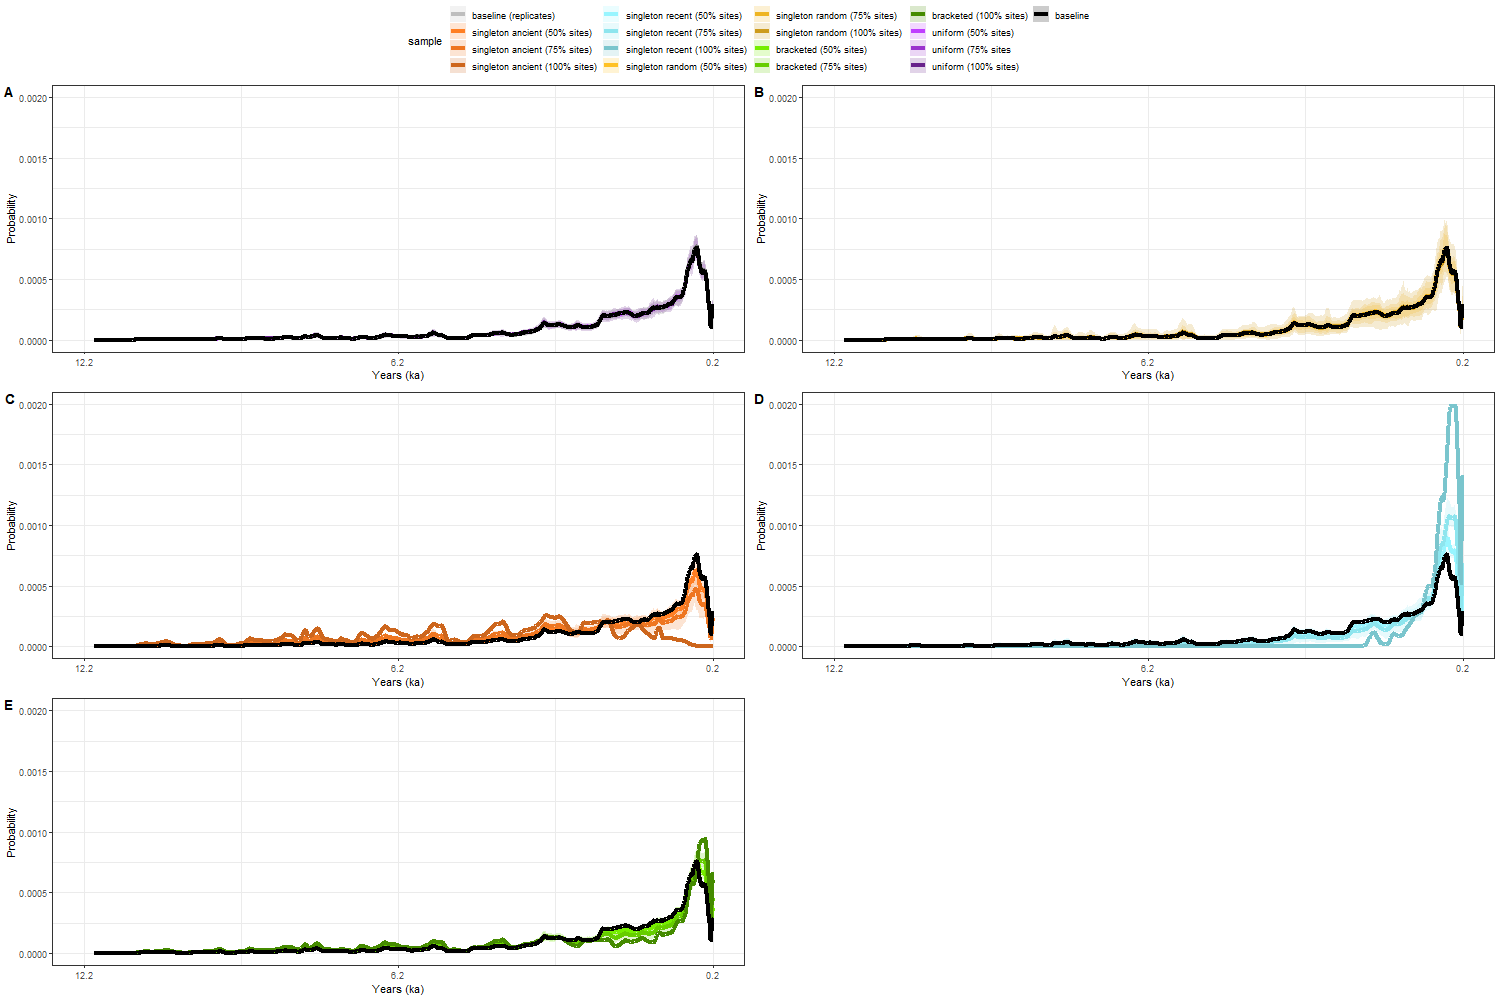 sample
baseline (replicates)
singleton ancient (50% sites)
singleton ancient (75% sites)
singleton ancient (100% sites)
singleton recent (50% sites)
singleton recent (75% sites)
singleton recent (100% sites)
singleton random (50% sites)
singleton random (75% sites)
singleton random (100% sites)
bracketed (50% sites)
bracketed (75% sites)
bracketed (100% sites)
uniform (50% sites)
uniform (75% sites
uniform (100% sites)
baseline
A
0.0020
0.0015
0.0010
0.0005
0.0000
Probability
12.2
6.2
0.2
Years (ka)
B
0.0020
0.0015
0.0010
0.0005
0.0000
Probability
12.2
6.2
0.2
Years (ka)
C
0.0020
0.0015
0.0010
0.0005
0.0000
Probability
12.2
6.2
0.2
Years (ka)
D
0.0020
0.0015
0.0010
0.0005
0.0000
Probability
12.2
6.2
0.2
Years (ka)
E
0.0020
0.0015
0.0010
0.0005
0.0000
Probability
12.2
6.2
0.2
Years (ka)